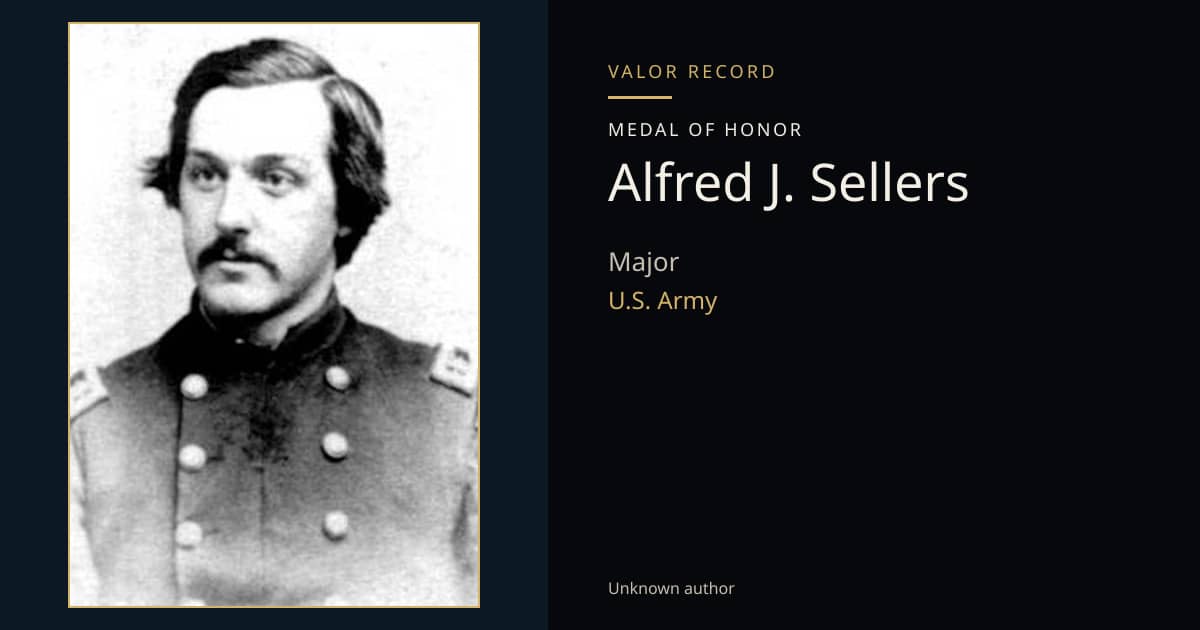 VALOR RECORD
MEDAL OF HONOR
Alfred J. Sellers
Major
U.S. Army
Unknown author